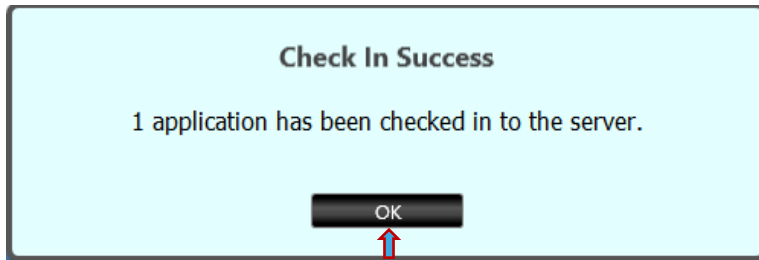 Check In Success
1 application has been checked in to the server.
OK